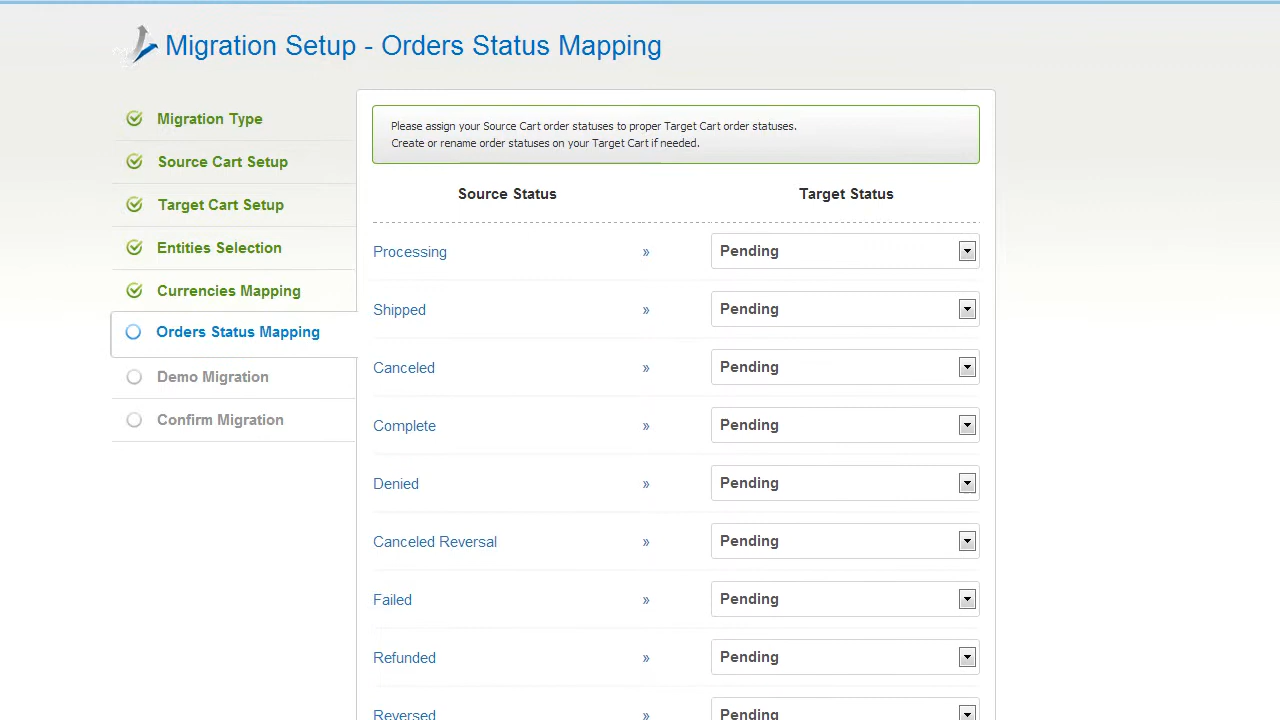 Migration Setup - Orders Status Mapping
Migration Type
Source Cart Setup
Target Cart Setup
Entities Selection
Currencies Mapping
Orders Status Mapping
Demo Migration
Confirm Migration
Please assign your Source Cart order statuses to proper Target Cart order statuses.
Create or rename order statuses on your Target Cart if needed.
Source Status Target Status
Processing » Pending
Shipped » Pending
Canceled » Pending
Complete » Pending
Denied » Pending
Canceled Reversal » Pending
Failed » Pending
Refunded » Pending
Reversed » Pending